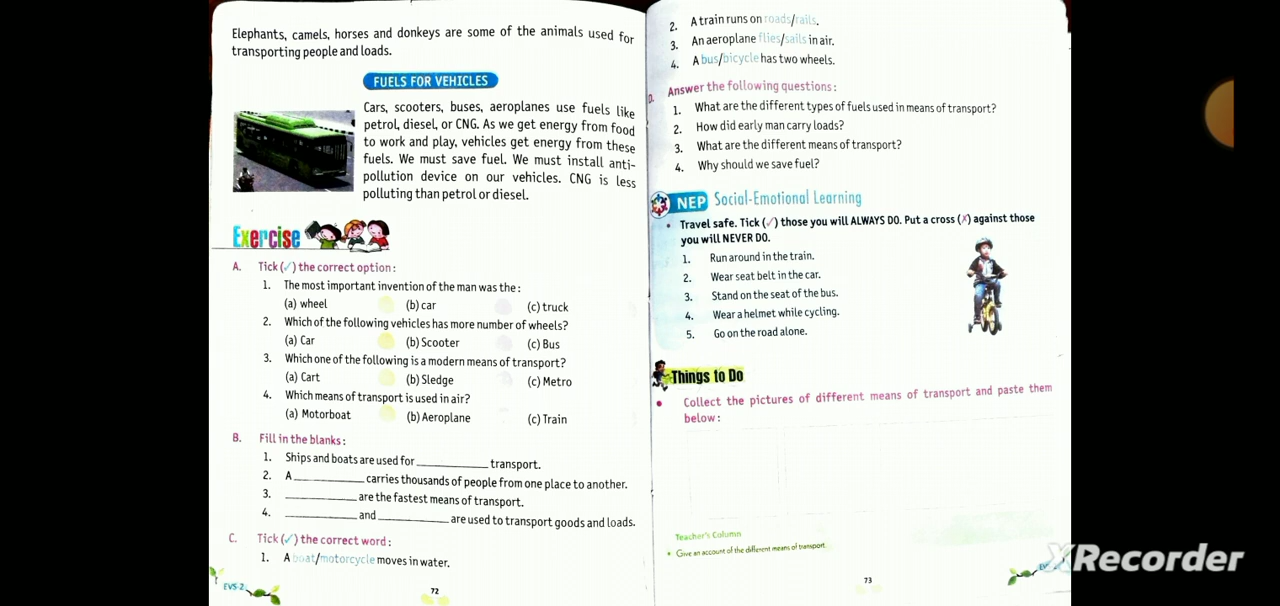 Elephants, camels, horses and donkeys are some of the animals used for
transporting people and loads.
FUELS FOR VEHICLES
Cars, scooters, buses, aeroplanes use fuels like
petrol, diesel, or CNG. As we get energy from food
to work and play, vehicles get energy from these
fuels. We must save fuel. We must install anti-
pollution device on our vehicles. CNG is less
polluting than petrol or diesel.
Exercise
A. Tick (✓) the correct option:
1. The most important invention of the man was the:
(a) wheel (b) car (c) truck
2. Which of the following vehicles has more number of wheels?
(a) Car (b) Scooter (c) Bus
3. Which one of the following is a modern means of transport?
(a) Cart (b) Sledge (c) Metro
4. Which means of transport is used in air?
(a) Motorboat (b) Aeroplane (c) Train
B. Fill in the blanks:
1. Ships and boats are used for ____________ transport.
2. A ____________ carries thousands of people from one place to another.
3. ____________ are the fastest means of transport.
4. ____________ and ____________ are used to transport goods and loads.
C. Tick (✓) the correct word:
1. A boat/motorcycle moves in water.
EVS-2
72
2. A train runs on roads/rails.
3. An aeroplane flies/sails in air.
4. A bus/bicycle has two wheels.
D. Answer the following questions:
1. What are the different types of fuels used in means of transport?
2. How did early man carry loads?
3. What are the different means of transport?
4. Why should we save fuel?
NEP Social-Emotional Learning
• Travel safe. Tick (✓) those you will ALWAYS DO. Put a cross (✗) against those
you will NEVER DO.
1. Run around in the train.
2. Wear seat belt in the car.
3. Stand on the seat of the bus.
4. Wear a helmet while cycling.
5. Go on the road alone.
Things to Do
• Collect the pictures of different means of transport and paste them
below:
Teacher's Column
• Give an account of the different means of transport.
73
XRecorder